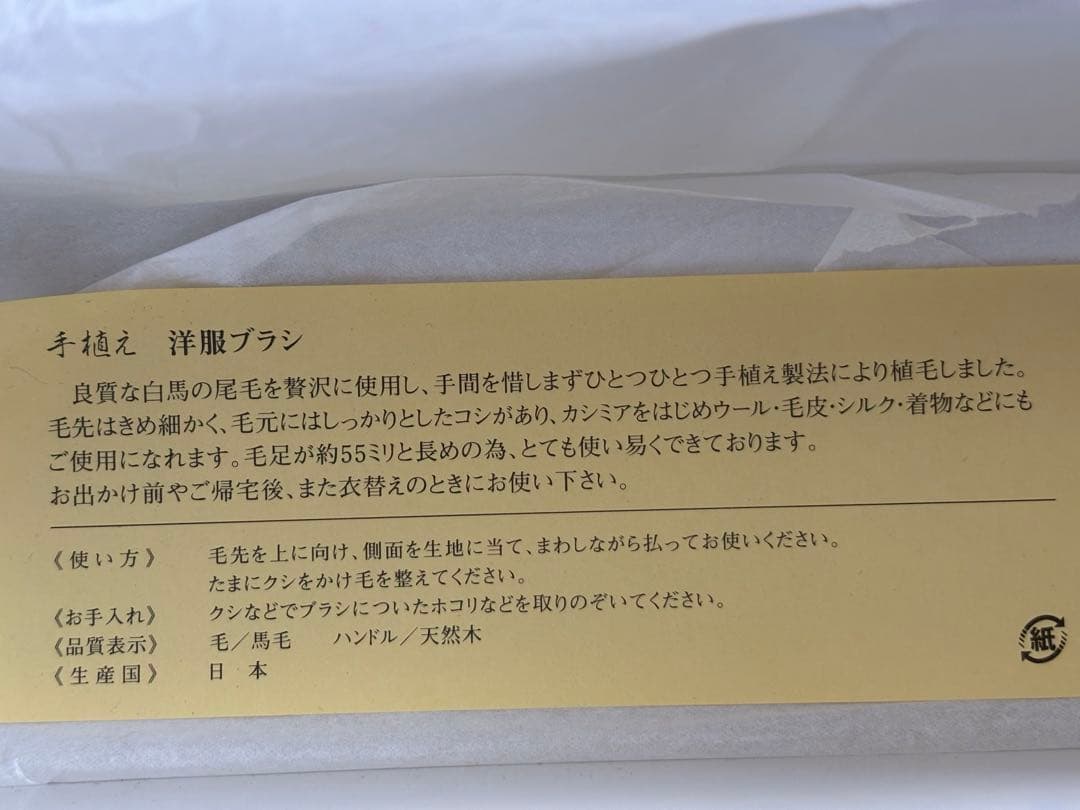 手植え 洋服ブラシ
良質な白馬の尾毛を贅沢に使用し、手間を惜しまずひとつひとつ手植え製法により植毛しました。
毛先はきめ細かく、毛元にはしっかりとしたコシがあり、カシミアをはじめウール・毛皮・シルク・着物などにも
ご使用になれます。毛足が約55ミリと長めの為、とても使い易くできております。
お出かけ前やご帰宅後、また衣替えのときにお使い下さい。
《使い方》 毛先を上に向け、側面を生地に当て、まわしながら払ってお使いください。
たまにクシをかけ毛を整えてください。
《お手入れ》 クシなどでブラシについたホコリなどを取りのぞいてください。
《品質表示》 毛／馬毛 ハンドル／天然木
《生産国》 日本
紙